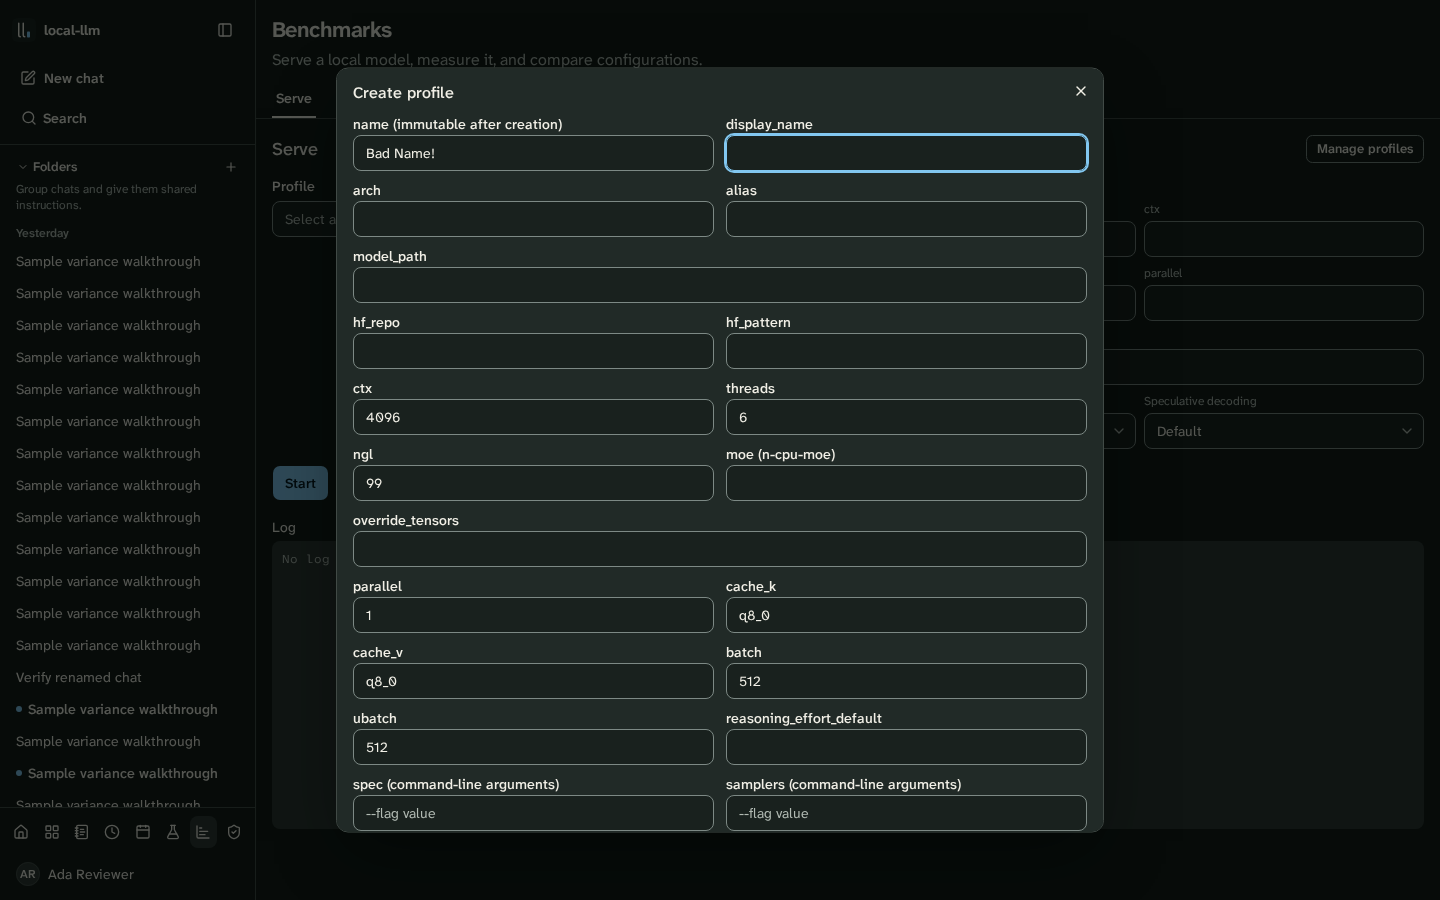 local-llm
New chat
Search
Folders
Group chats and give them shared
instructions.
Yesterday
Sample variance walkthrough
Sample variance walkthrough
Sample variance walkthrough
Sample variance walkthrough
Sample variance walkthrough
Sample variance walkthrough
Sample variance walkthrough
Sample variance walkthrough
Sample variance walkthrough
Sample variance walkthrough
Sample variance walkthrough
Sample variance walkthrough
Sample variance walkthrough
Verify renamed chat
Sample variance walkthrough
Sample variance walkthrough
Sample variance walkthrough
Sample variance walkthrough
AR Ada Reviewer
Benchmarks
Serve a local model, measure it, and compare configurations.
Serve
Serve
Manage profiles
Profile
Select a
ctx
parallel
Speculative decoding
Default
Start
Log
No log
Create profile
name (immutable after creation)
Bad Name!
display_name
arch
alias
model_path
hf_repo
hf_pattern
ctx
4096
threads
6
ngl
99
moe (n-cpu-moe)
override_tensors
parallel
1
cache_k
q8_0
cache_v
q8_0
batch
512
ubatch
512
reasoning_effort_default
spec (command-line arguments)
--flag value
samplers (command-line arguments)
--flag value